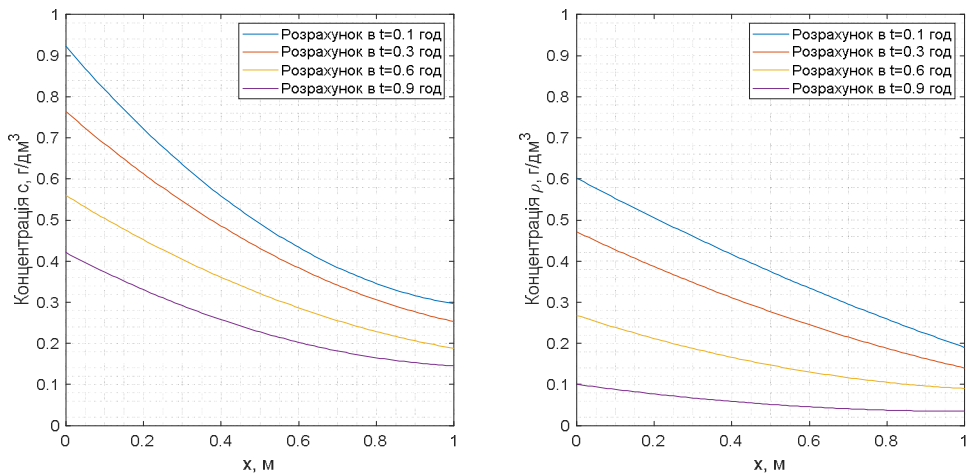 Концентрація c, г/дм3
1
0.9
0.8
0.7
0.6
0.5
0.4
0.3
0.2
0.1
0
Розрахунок в t=0.1 год
Розрахунок в t=0.3 год
Розрахунок в t=0.6 год
Розрахунок в t=0.9 год
0 0.2 0.4 0.6 0.8 1
x, м
Концентрація ρ, г/дм3
1
0.9
0.8
0.7
0.6
0.5
0.4
0.3
0.2
0.1
0
Розрахунок в t=0.1 год
Розрахунок в t=0.3 год
Розрахунок в t=0.6 год
Розрахунок в t=0.9 год
0 0.2 0.4 0.6 0.8 1
x, м